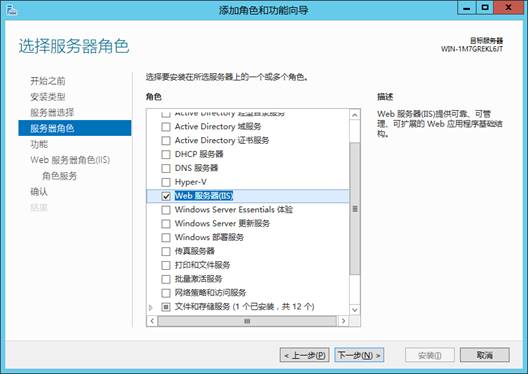 添加角色和功能向导
选择服务器角色
目标服务器
WIN-1M7GREKL6JT
开始之前
安装类型
服务器选择
服务器角色
功能
Web 服务器角色(IIS)
角色服务
确认
结果
选择要安装在所选服务器上的一个或多个角色。
角色
Active Directory 轻型目录服务
Active Directory 域服务
Active Directory 证书服务
DHCP 服务器
DNS 服务器
Hyper-V
Web 服务器(IIS)
Windows Server Essentials 体验
Windows Server 更新服务
Windows 部署服务
传真服务器
打印和文件服务
批量激活服务
网络策略和访问服务
文件和存储服务 (1 个已安装，共 12 个)
描述
Web 服务器(IIS)提供可靠、可管
理、可扩展的 Web 应用程序基础结
构。
< 上一步(P)
下一步(N) >
安装(I)
取消